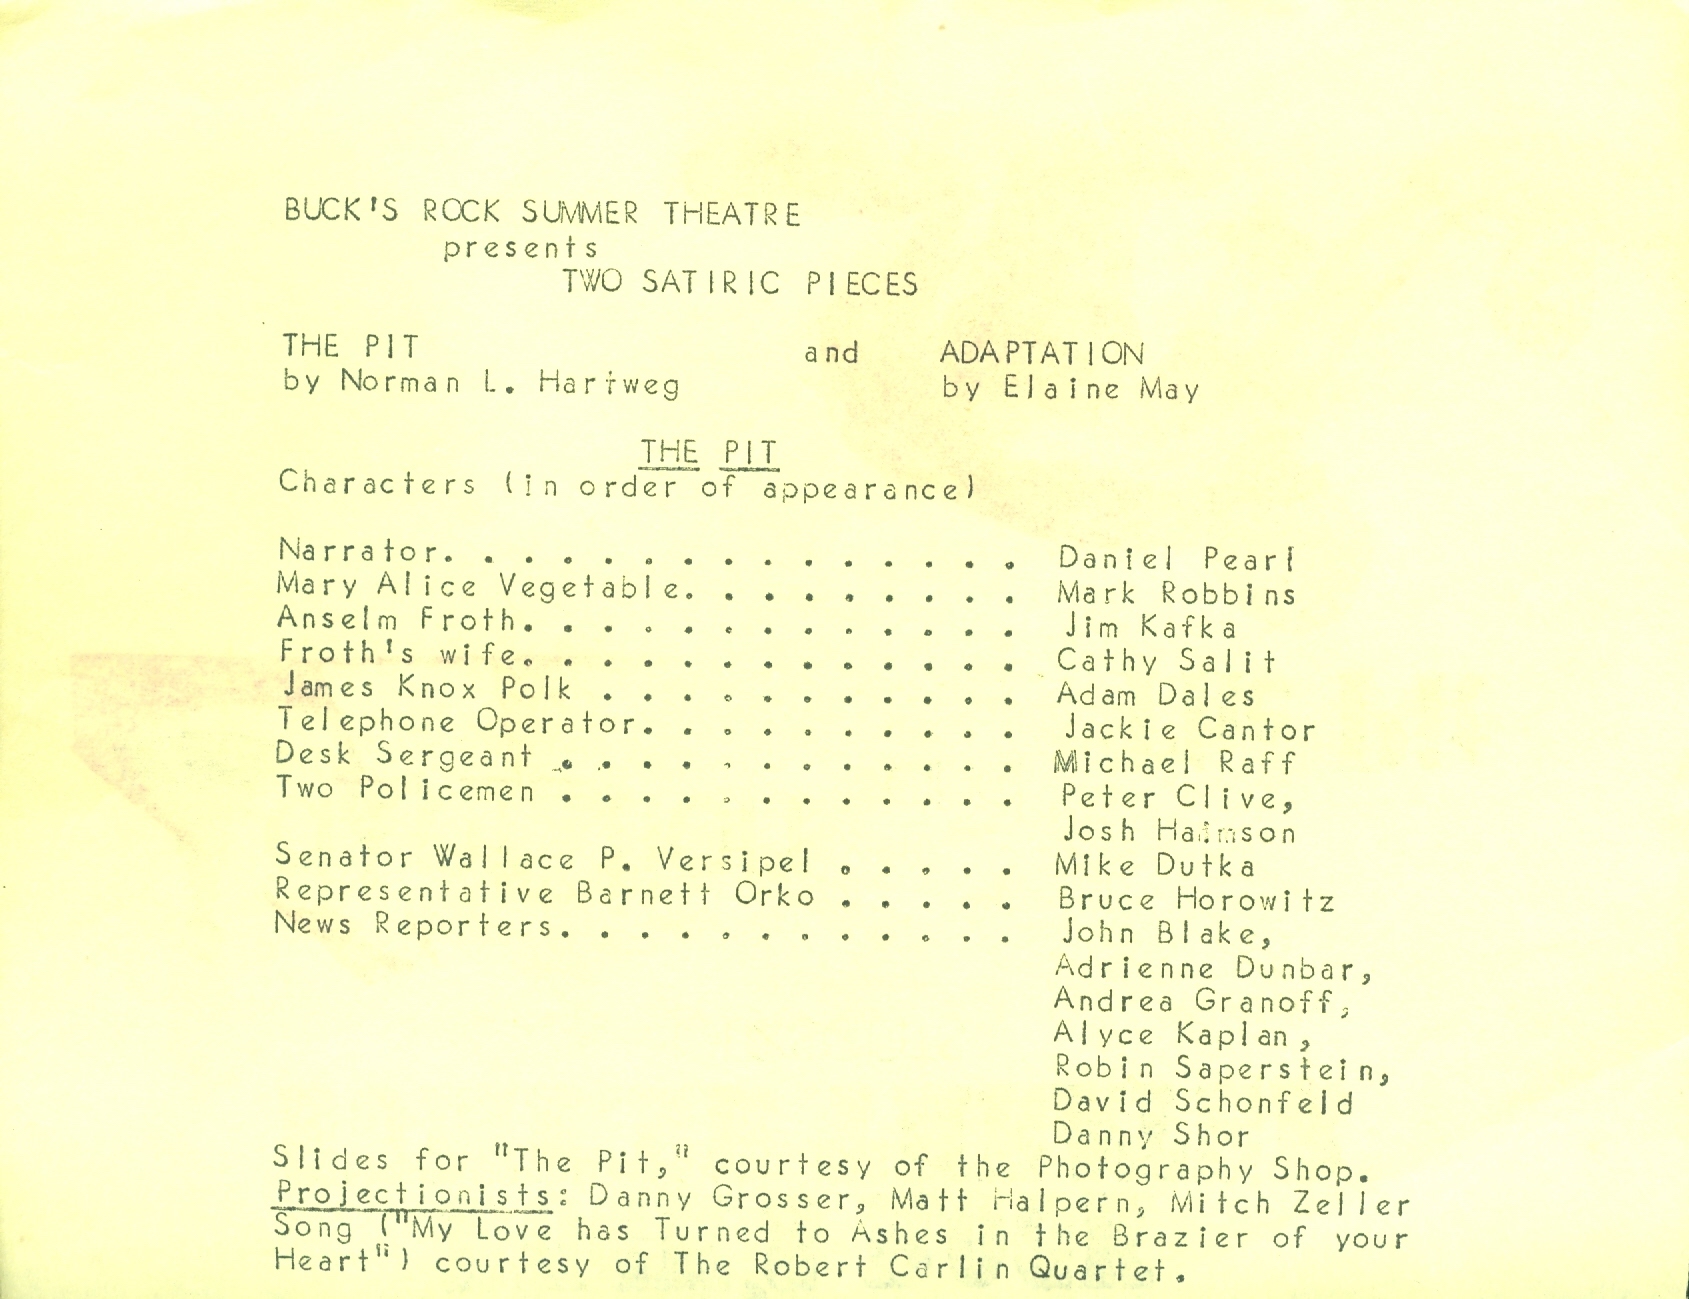 BUCK'S ROCK SUMMER THEATRE
presents
TWO SATIRIC PIECES
THE PIT and ADAPTATION
by Norman L. Hartweg by Elaine May
THE PIT
Characters (in order of appearance)
Narrator. . . . . . . . . . . . . . . Daniel Pearl
Mary Alice Vegetable. . . . . . . . . Mark Robbins
Anselm Froth. . . . . . . . . . . . . Jim Kafka
Froth's wife. . . . . . . . . . . . . Cathy Salit
James Knox Polk . . . . . . . . . . . Adam Dales
Telephone Operator. . . . . . . . . . Jackie Cantor
Desk Sergeant . . . . . . . . . . . . Michael Raff
Two Policemen . . . . . . . . . . . . Peter Clive,
Josh
Senator Wallace P. Versipel . . . . . Mike Dutka
Representative Barnett Orko . . . . . Bruce Horowitz
News Reporters. . . . . . . . . . . . John Blake,
Adrienne Dunbar,
Andrea Granoff,
Alyce Kaplan,
Robin Saperstein,
David Schonfeld
Danny Shor
Slides for "The Pit," courtesy of the Photography Shop.
Projectionists: Danny Grosser, Matt Halpern, Mitch Zeller
Song ("My Love has Turned to Ashes in the Brazier of your
Heart") courtesy of The Robert Carlin Quartet.